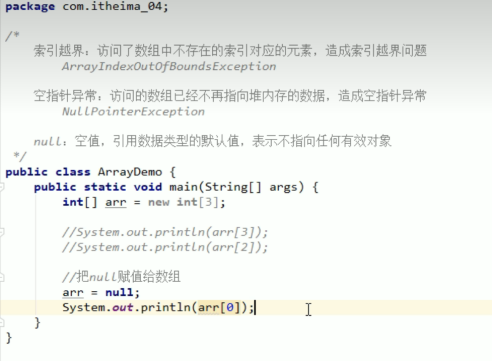 package com.itheima_04;
/*
索引越界：访问了数组中不存在的索引对应的元素，造成索引越界问题
ArrayIndexOutOfBoundsException
空指针异常：访问的数组已经不再指向堆内存的数据，造成空指针异常
NullPointerException
null：空值，引用数据类型的默认值，表示不指向任何有效对象
*/
public class ArrayDemo {
public static void main(String[] args) {
int[] arr = new int[3];
//System.out.println(arr[3]);
//System.out.println(arr[2]);
//把null赋值给数组
arr = null;
System.out.println(arr[0]);
}
}